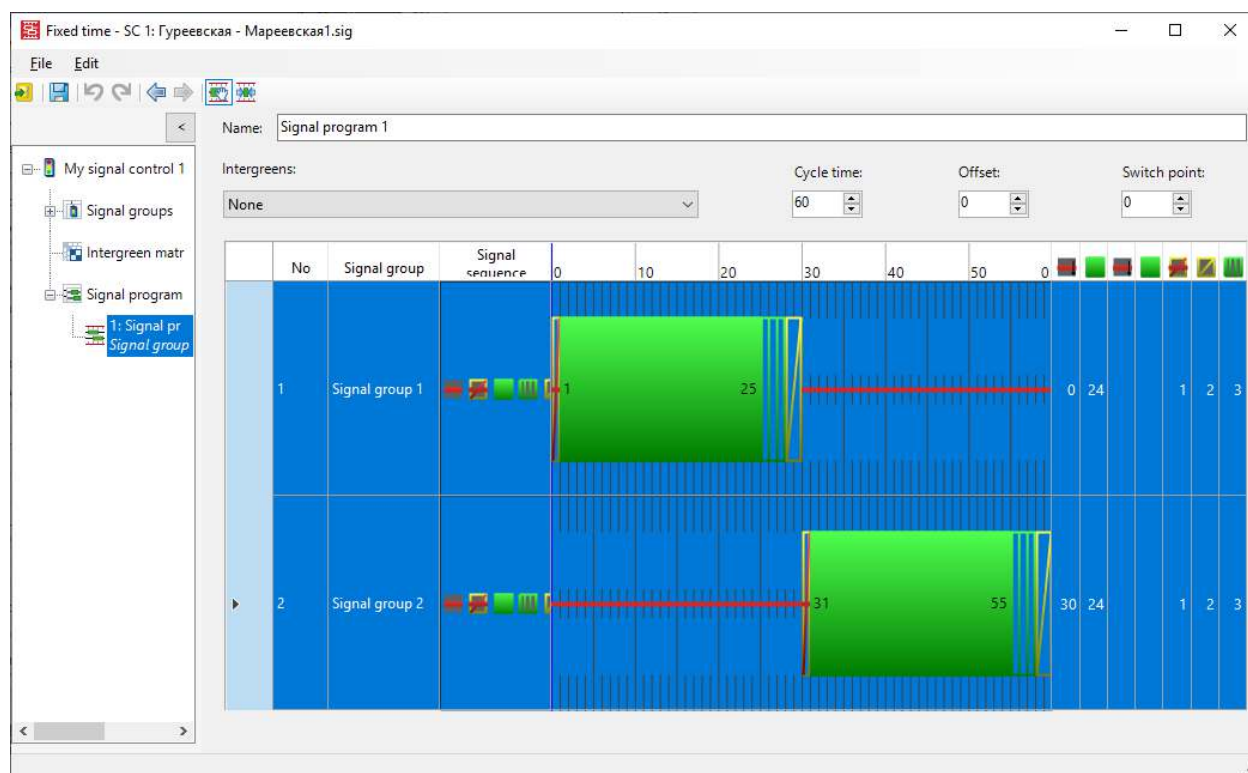 Fixed time - SC 1: Гуреевская - Мареевская1.sig
File Edit
<
Name: Signal program 1
My signal control 1
Signal groups
Intergreen matr
Signal program
1: Signal pr
Signal group
Intergreens:
None
Cycle time:
60
Offset:
0
Switch point:
0
No Signal group Signal sequence 0 10 20 30 40 50 0
1 Signal group 1 1 25 0 24 1 2 3
2 Signal group 2 31 55 30 24 1 2 3